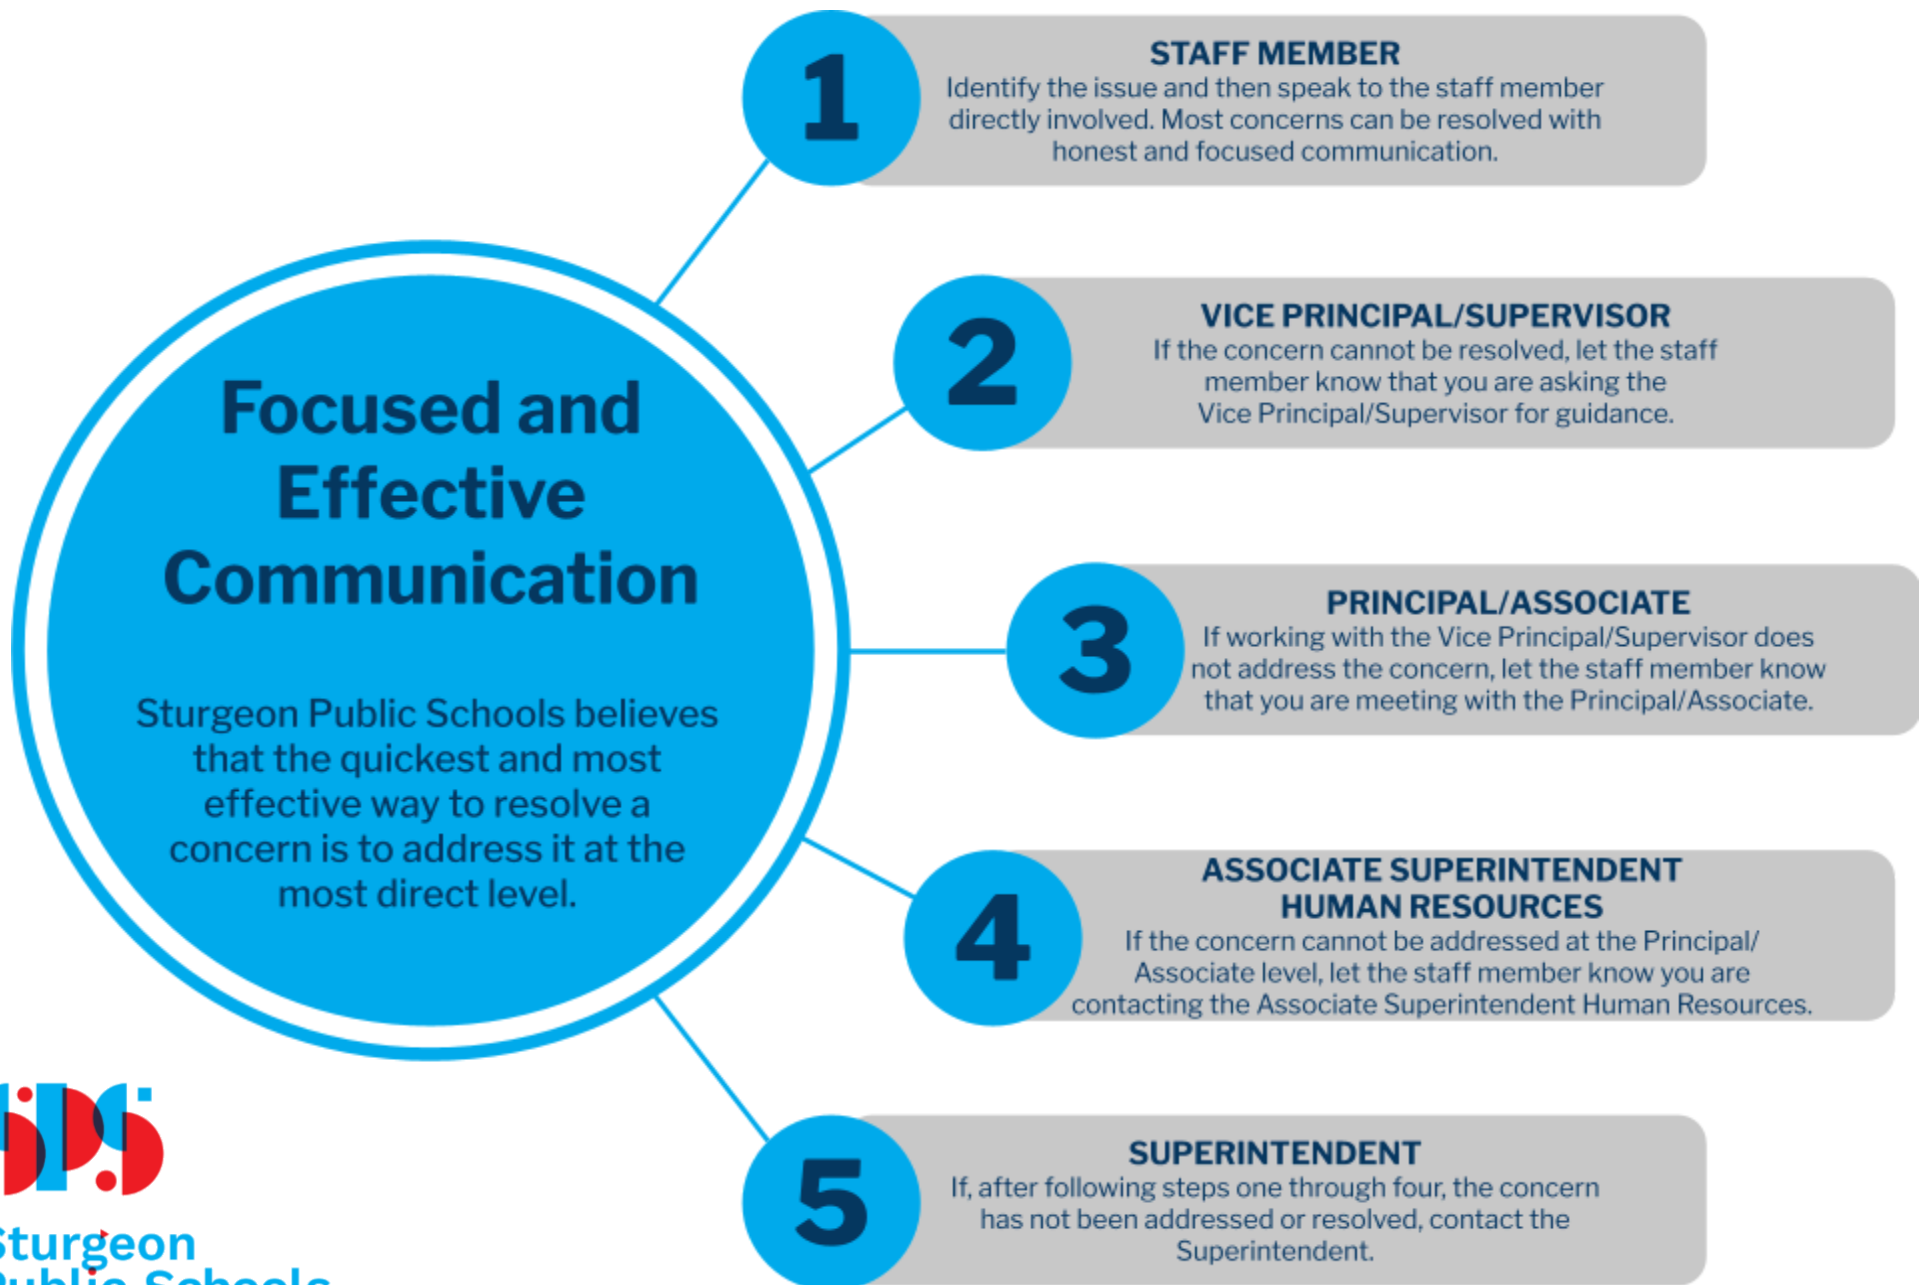 Focused and
Effective
Communication
Sturgeon Public Schools believes
that the quickest and most
effective way to resolve a
concern is to address it at the
most direct level.
1
STAFF MEMBER
Identify the issue and then speak to the staff member
directly involved. Most concerns can be resolved with
honest and focused communication.
2
VICE PRINCIPAL/SUPERVISOR
If the concern cannot be resolved, let the staff
member know that you are asking the
Vice Principal/Supervisor for guidance.
3
PRINCIPAL/ASSOCIATE
If working with the Vice Principal/Supervisor does
not address the concern, let the staff member know
that you are meeting with the Principal/Associate.
4
ASSOCIATE SUPERINTENDENT
HUMAN RESOURCES
If the concern cannot be addressed at the Principal/
Associate level, let the staff member know you are
contacting the Associate Superintendent Human Resources.
5
SUPERINTENDENT
If, after following steps one through four, the concern
has not been addressed or resolved, contact the
Superintendent.
SPS
Sturgeon
Public Schools